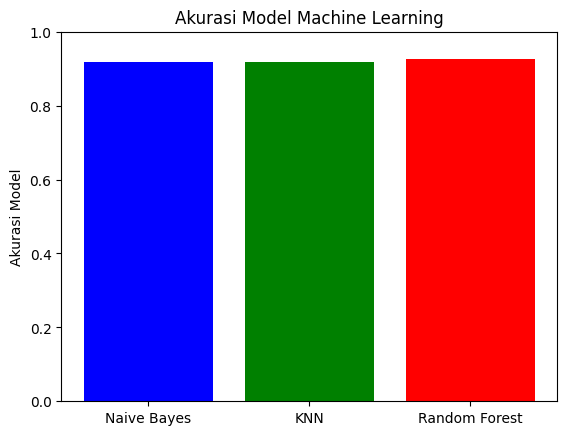 Akurasi Model Machine Learning
1.0
0.8
0.6
0.4
0.2
0.0
Akurasi Model
Naive Bayes
KNN
Random Forest